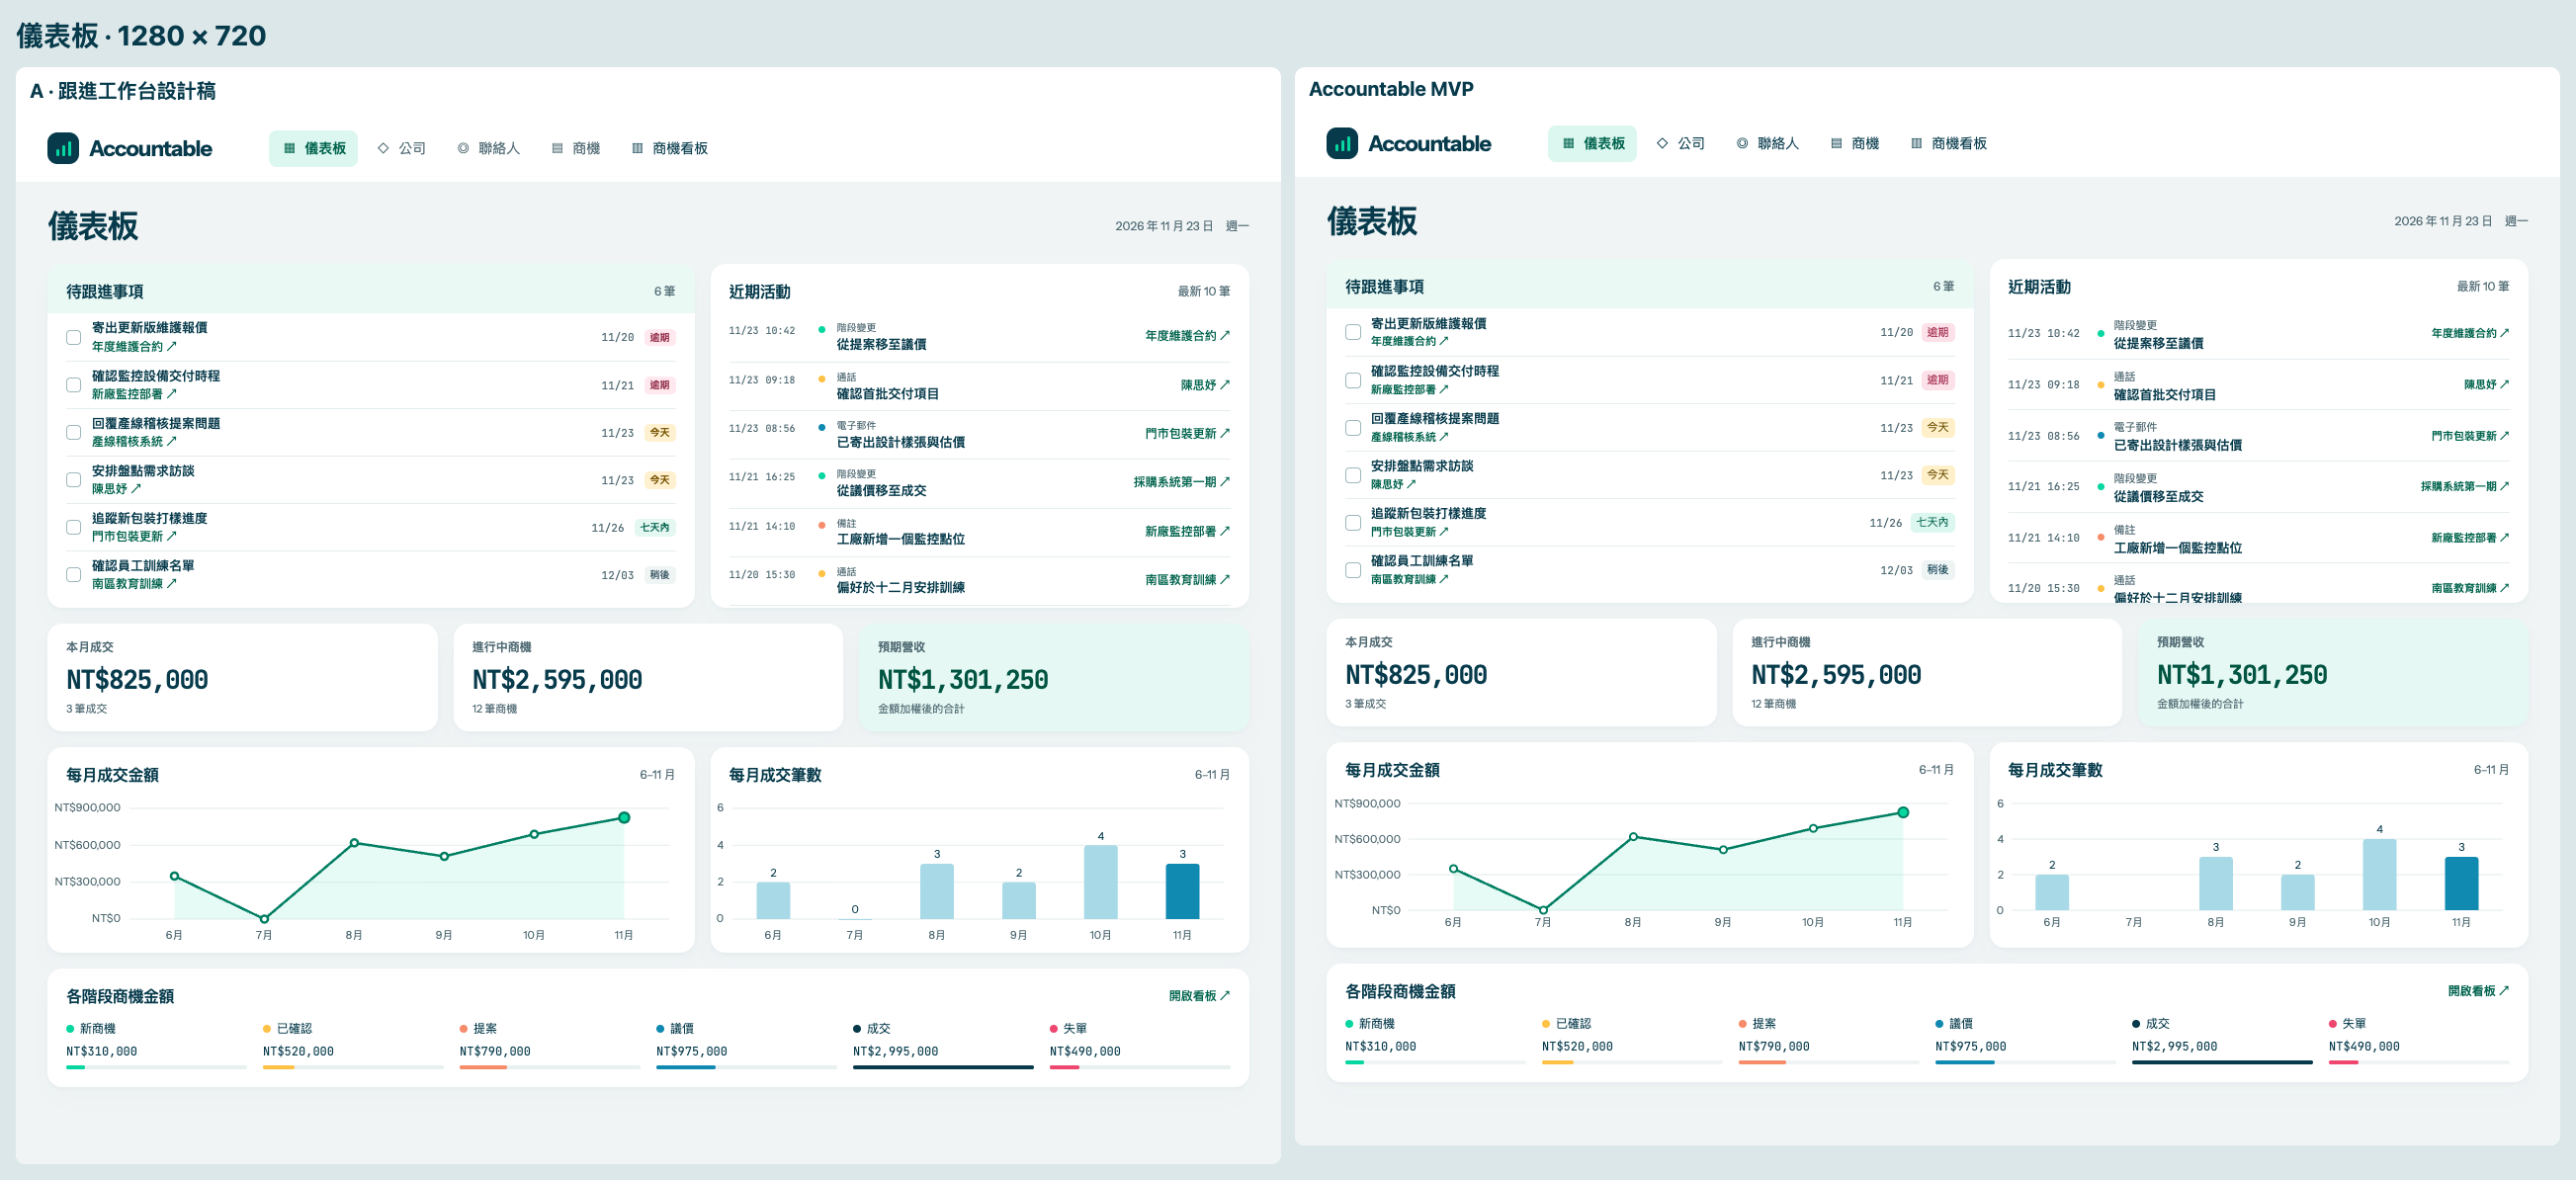 儀表板 · 1280 × 720
A · 跟進工作台設計稿
Accountable
儀表板
公司
聯絡人
商機
商機看板
儀表板
2026 年 11 月 23 日 週一
待跟進事項
6 筆
寄出更新版維護報價
年度維護合約 ↗
11/20
逾期
確認監控設備交付時程
新廠監控部署 ↗
11/21
逾期
回覆產線稽核提案問題
產線稽核系統 ↗
11/23
今天
安排盤點需求訪談
陳思妤 ↗
11/23
今天
追蹤新包裝打樣進度
門市包裝更新 ↗
11/26
七天內
確認員工訓練名單
南區教育訓練 ↗
12/03
稍後
近期活動
最新 10 筆
11/23 10:42
階段變更
從提案移至議價
年度維護合約 ↗
11/23 09:18
通話
確認首批交付項目
陳思妤 ↗
11/23 08:56
電子郵件
已寄出設計樣張與估價
門市包裝更新 ↗
11/21 16:25
階段變更
從議價移至成交
採購系統第一期 ↗
11/21 14:10
備註
工廠新增一個監控點位
新廠監控部署 ↗
11/20 15:30
通話
偏好於十二月安排訓練
南區教育訓練 ↗
本月成交
NT$825,000
3 筆成交
進行中商機
NT$2,595,000
12 筆商機
預期營收
NT$1,301,250
金額加權後的合計
每月成交金額
6–11 月
NT$900,000
NT$600,000
NT$300,000
NT$0
6月
7月
8月
9月
10月
11月
每月成交筆數
6–11 月
6
4
2
0
2
0
3
2
4
3
6月
7月
8月
9月
10月
11月
各階段商機金額
開啟看板 ↗
新商機
NT$310,000
已確認
NT$520,000
提案
NT$790,000
議價
NT$975,000
成交
NT$2,995,000
失單
NT$490,000
Accountable MVP
Accountable
儀表板
公司
聯絡人
商機
商機看板
儀表板
2026 年 11 月 23 日 週一
待跟進事項
6 筆
寄出更新版維護報價
年度維護合約 ↗
11/20
逾期
確認監控設備交付時程
新廠監控部署 ↗
11/21
逾期
回覆產線稽核提案問題
產線稽核系統 ↗
11/23
今天
安排盤點需求訪談
陳思妤 ↗
11/23
今天
追蹤新包裝打樣進度
門市包裝更新 ↗
11/26
七天內
確認員工訓練名單
南區教育訓練 ↗
12/03
稍後
近期活動
最新 10 筆
11/23 10:42
階段變更
從提案移至議價
年度維護合約 ↗
11/23 09:18
通話
確認首批交付項目
陳思妤 ↗
11/23 08:56
電子郵件
已寄出設計樣張與估價
門市包裝更新 ↗
11/21 16:25
階段變更
從議價移至成交
採購系統第一期 ↗
11/21 14:10
備註
工廠新增一個監控點位
新廠監控部署 ↗
11/20 15:30
通話
偏好於十二月安排訓練
南區教育訓練 ↗
本月成交
NT$825,000
3 筆成交
進行中商機
NT$2,595,000
12 筆商機
預期營收
NT$1,301,250
金額加權後的合計
每月成交金額
6–11 月
NT$900,000
NT$600,000
NT$300,000
NT$0
6月
7月
8月
9月
10月
11月
每月成交筆數
6–11 月
6
4
2
0
2
3
2
4
3
6月
7月
8月
9月
10月
11月
各階段商機金額
開啟看板 ↗
新商機
NT$310,000
已確認
NT$520,000
提案
NT$790,000
議價
NT$975,000
成交
NT$2,995,000
失單
NT$490,000